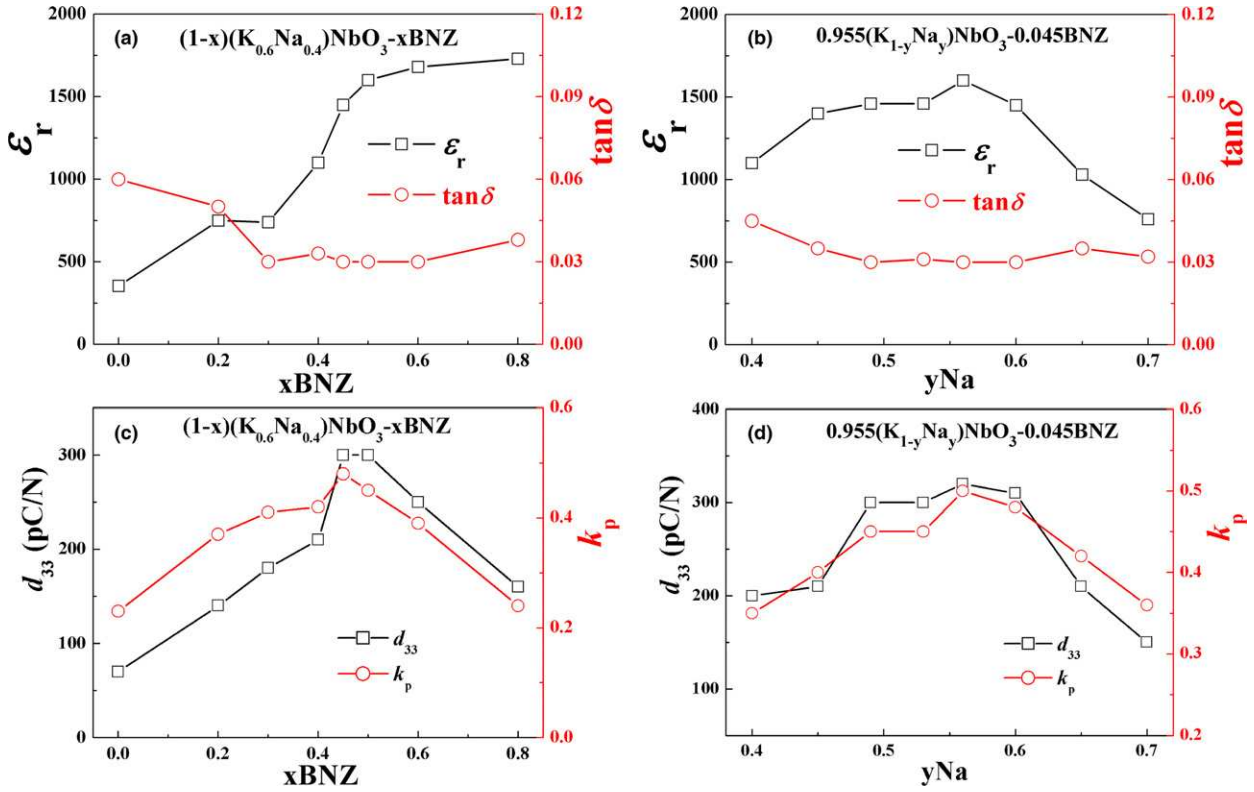 (a) (1-x)(K0.6Na0.4)NbO3-xBNZ
2000
1500
1000
500
0
εr
0.12
0.09
0.06
0.03
0.00
tanδ
εr
tanδ
0.0 0.2 0.4 0.6 0.8
xBNZ
(b) 0.955(K1-yNay)NbO3-0.045BNZ
2000
1500
1000
500
0
εr
0.12
0.09
0.06
0.03
0.00
tanδ
εr
tanδ
0.4 0.5 0.6 0.7
yNa
(c) (1-x)(K0.6Na0.4)NbO3-xBNZ
300
200
100
0
d33 (pC/N)
0.6
0.4
0.2
0.0
kp
d33
kp
0.0 0.2 0.4 0.6 0.8
xBNZ
(d) 0.955(K1-yNay)NbO3-0.045BNZ
400
300
200
100
d33 (pC/N)
0.6
0.5
0.4
0.3
0.2
kp
d33
kp
0.4 0.5 0.6 0.7
yNa